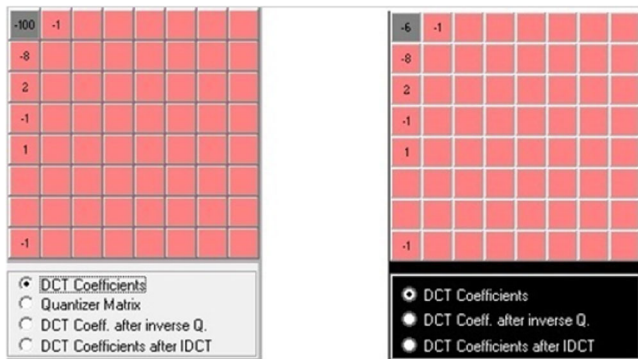 -100 -1
-8
2
-1
1
-1
DCT Coefficients
Quantizer Matrix
DCT Coeff. after inverse Q.
DCT Coefficients after IDCT
-6 -1
-8
2
-1
1
-1
DCT Coefficients
DCT Coeff. after inverse Q.
DCT Coefficients after IDCT